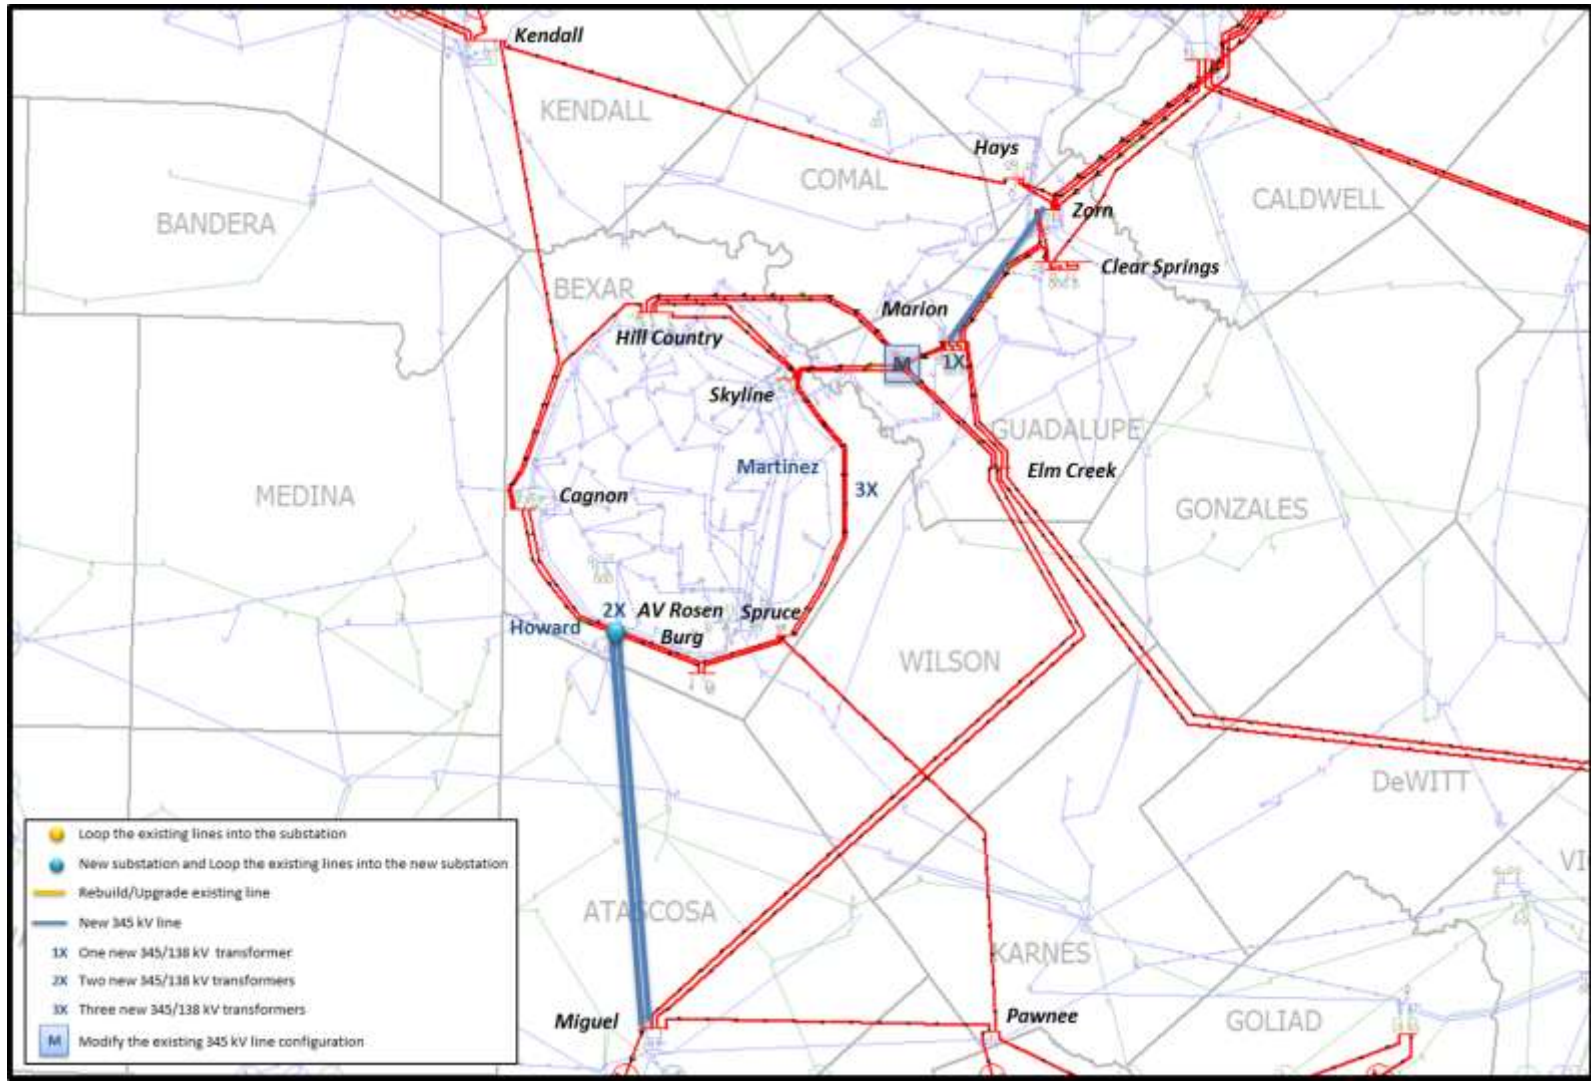 Kendall
KENDALL
Hays
COMAL
CALDWELL
BANDERA
Zorn
Clear Springs
BEXAR
Marion
Hill Country
M
1X
Skyline
GUADALUPE
Martinez
Elm Creek
3X
MEDINA
Cagnon
GONZALES
2X AV Rosen Spruce
Howard
Burg
WILSON
DeWITT
Loop the existing lines into the substation
New substation and Loop the existing lines into the new substation
VI
Rebuild/Upgrade existing line
ATASCOSA
New 345 kV line
1X One new 345/138 kV transformer
KARNES
2X Two new 345/138 kV transformers
3X Three new 345/138 kV transformers
Miguel
Pawnee
GOLIAD
M Modify the existing 345 kV line configuration